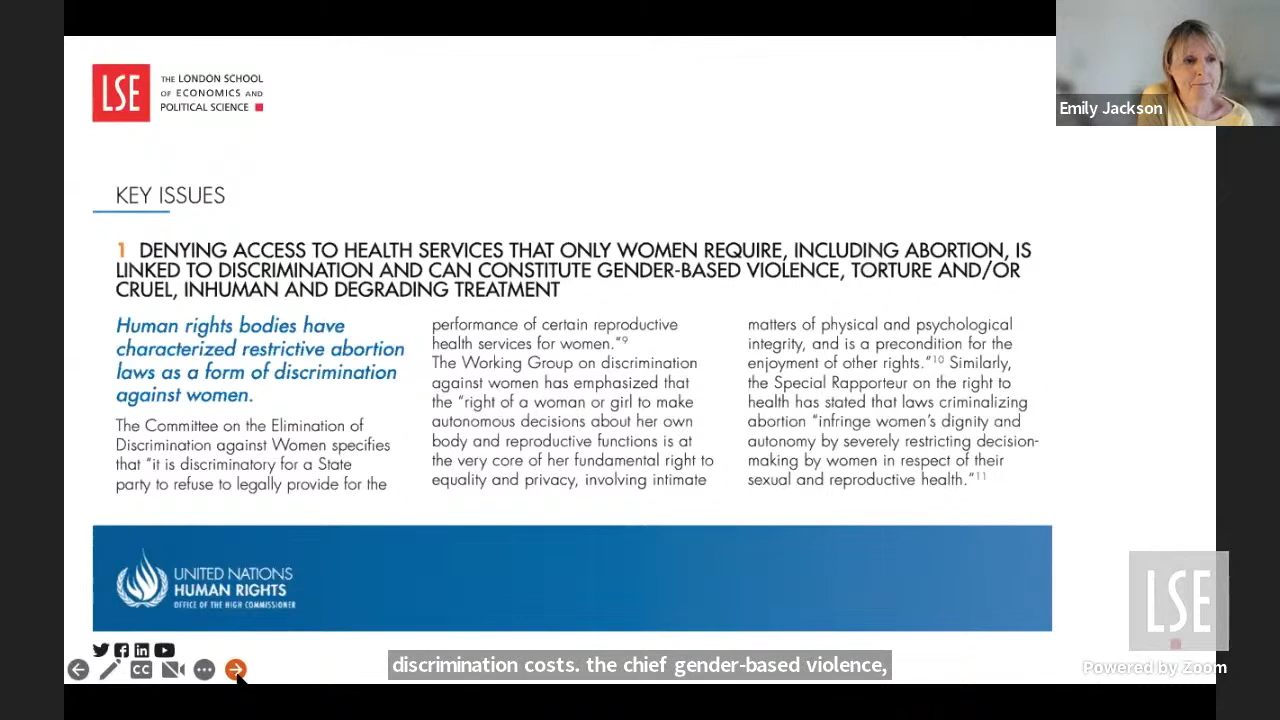 LSE
THE LONDON SCHOOL
OF ECONOMICS AND
POLITICAL SCIENCE
Emily Jackson
KEY ISSUES
1 DENYING ACCESS TO HEALTH SERVICES THAT ONLY WOMEN REQUIRE, INCLUDING ABORTION, IS
LINKED TO DISCRIMINATION AND CAN CONSTITUTE GENDER-BASED VIOLENCE, TORTURE AND/OR
CRUEL, INHUMAN AND DEGRADING TREATMENT
Human rights bodies have
characterized restrictive abortion
laws as a form of discrimination
against women.
The Committee on the Elimination of
Discrimination against Women specifies
that “it is discriminatory for a State
party to refuse to legally provide for the
performance of certain reproductive
health services for women.”9
The Working Group on discrimination
against women has emphasized that
the “right of a woman or girl to make
autonomous decisions about her own
body and reproductive functions is at
the very core of her fundamental right to
equality and privacy, involving intimate
matters of physical and psychological
integrity, and is a precondition for the
enjoyment of other rights.”10 Similarly,
the Special Rapporteur on the right to
health has stated that laws criminalizing
abortion “infringe women’s dignity and
autonomy by severely restricting decision-
making by women in respect of their
sexual and reproductive health.”11
UNITED NATIONS
HUMAN RIGHTS
OFFICE OF THE HIGH COMMISSIONER
CC
discrimination costs. the chief gender-based violence,
LSE
Powered by Zoom